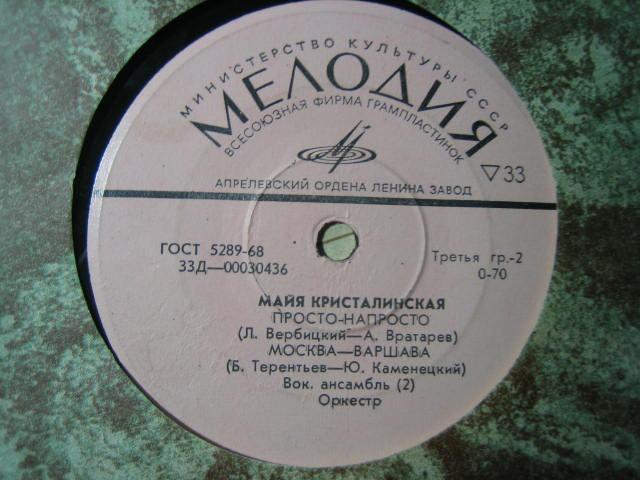 МИНИСТЕРСТВО КУЛЬТУРЫ СССР
МЕЛОДИЯ
ВСЕСОЮЗНАЯ ФИРМА ГРАМПЛАСТИНОК
▽33
АПРЕЛЕВСКИЙ ОРДЕНА ЛЕНИНА ЗАВОД
ГОСТ 5289-68
33Д—00030436
Третья гр.-2
0-70
МАЙЯ КРИСТАЛИНСКАЯ
ПРОСТО-НАПРОСТО
(Л. Вербицкий—А. Вратарев)
МОСКВА—ВАРШАВА
(Б. Терентьев—Ю. Каменецкий)
Вок. ансамбль (2)
Оркестр